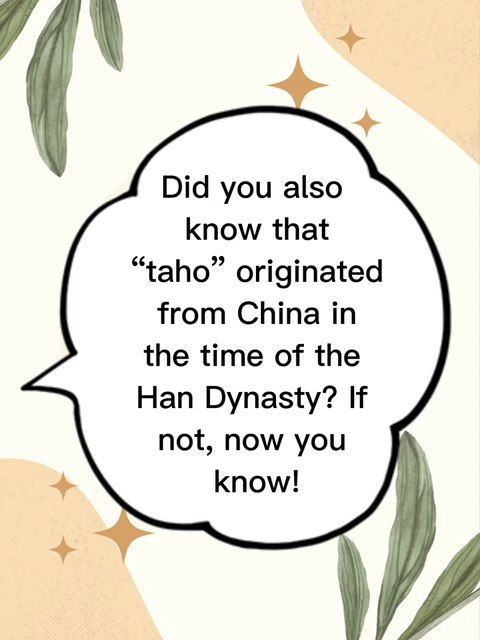 Did you also
know that
“taho” originated
from China in
the time of the
Han Dynasty? If
not, now you
know!